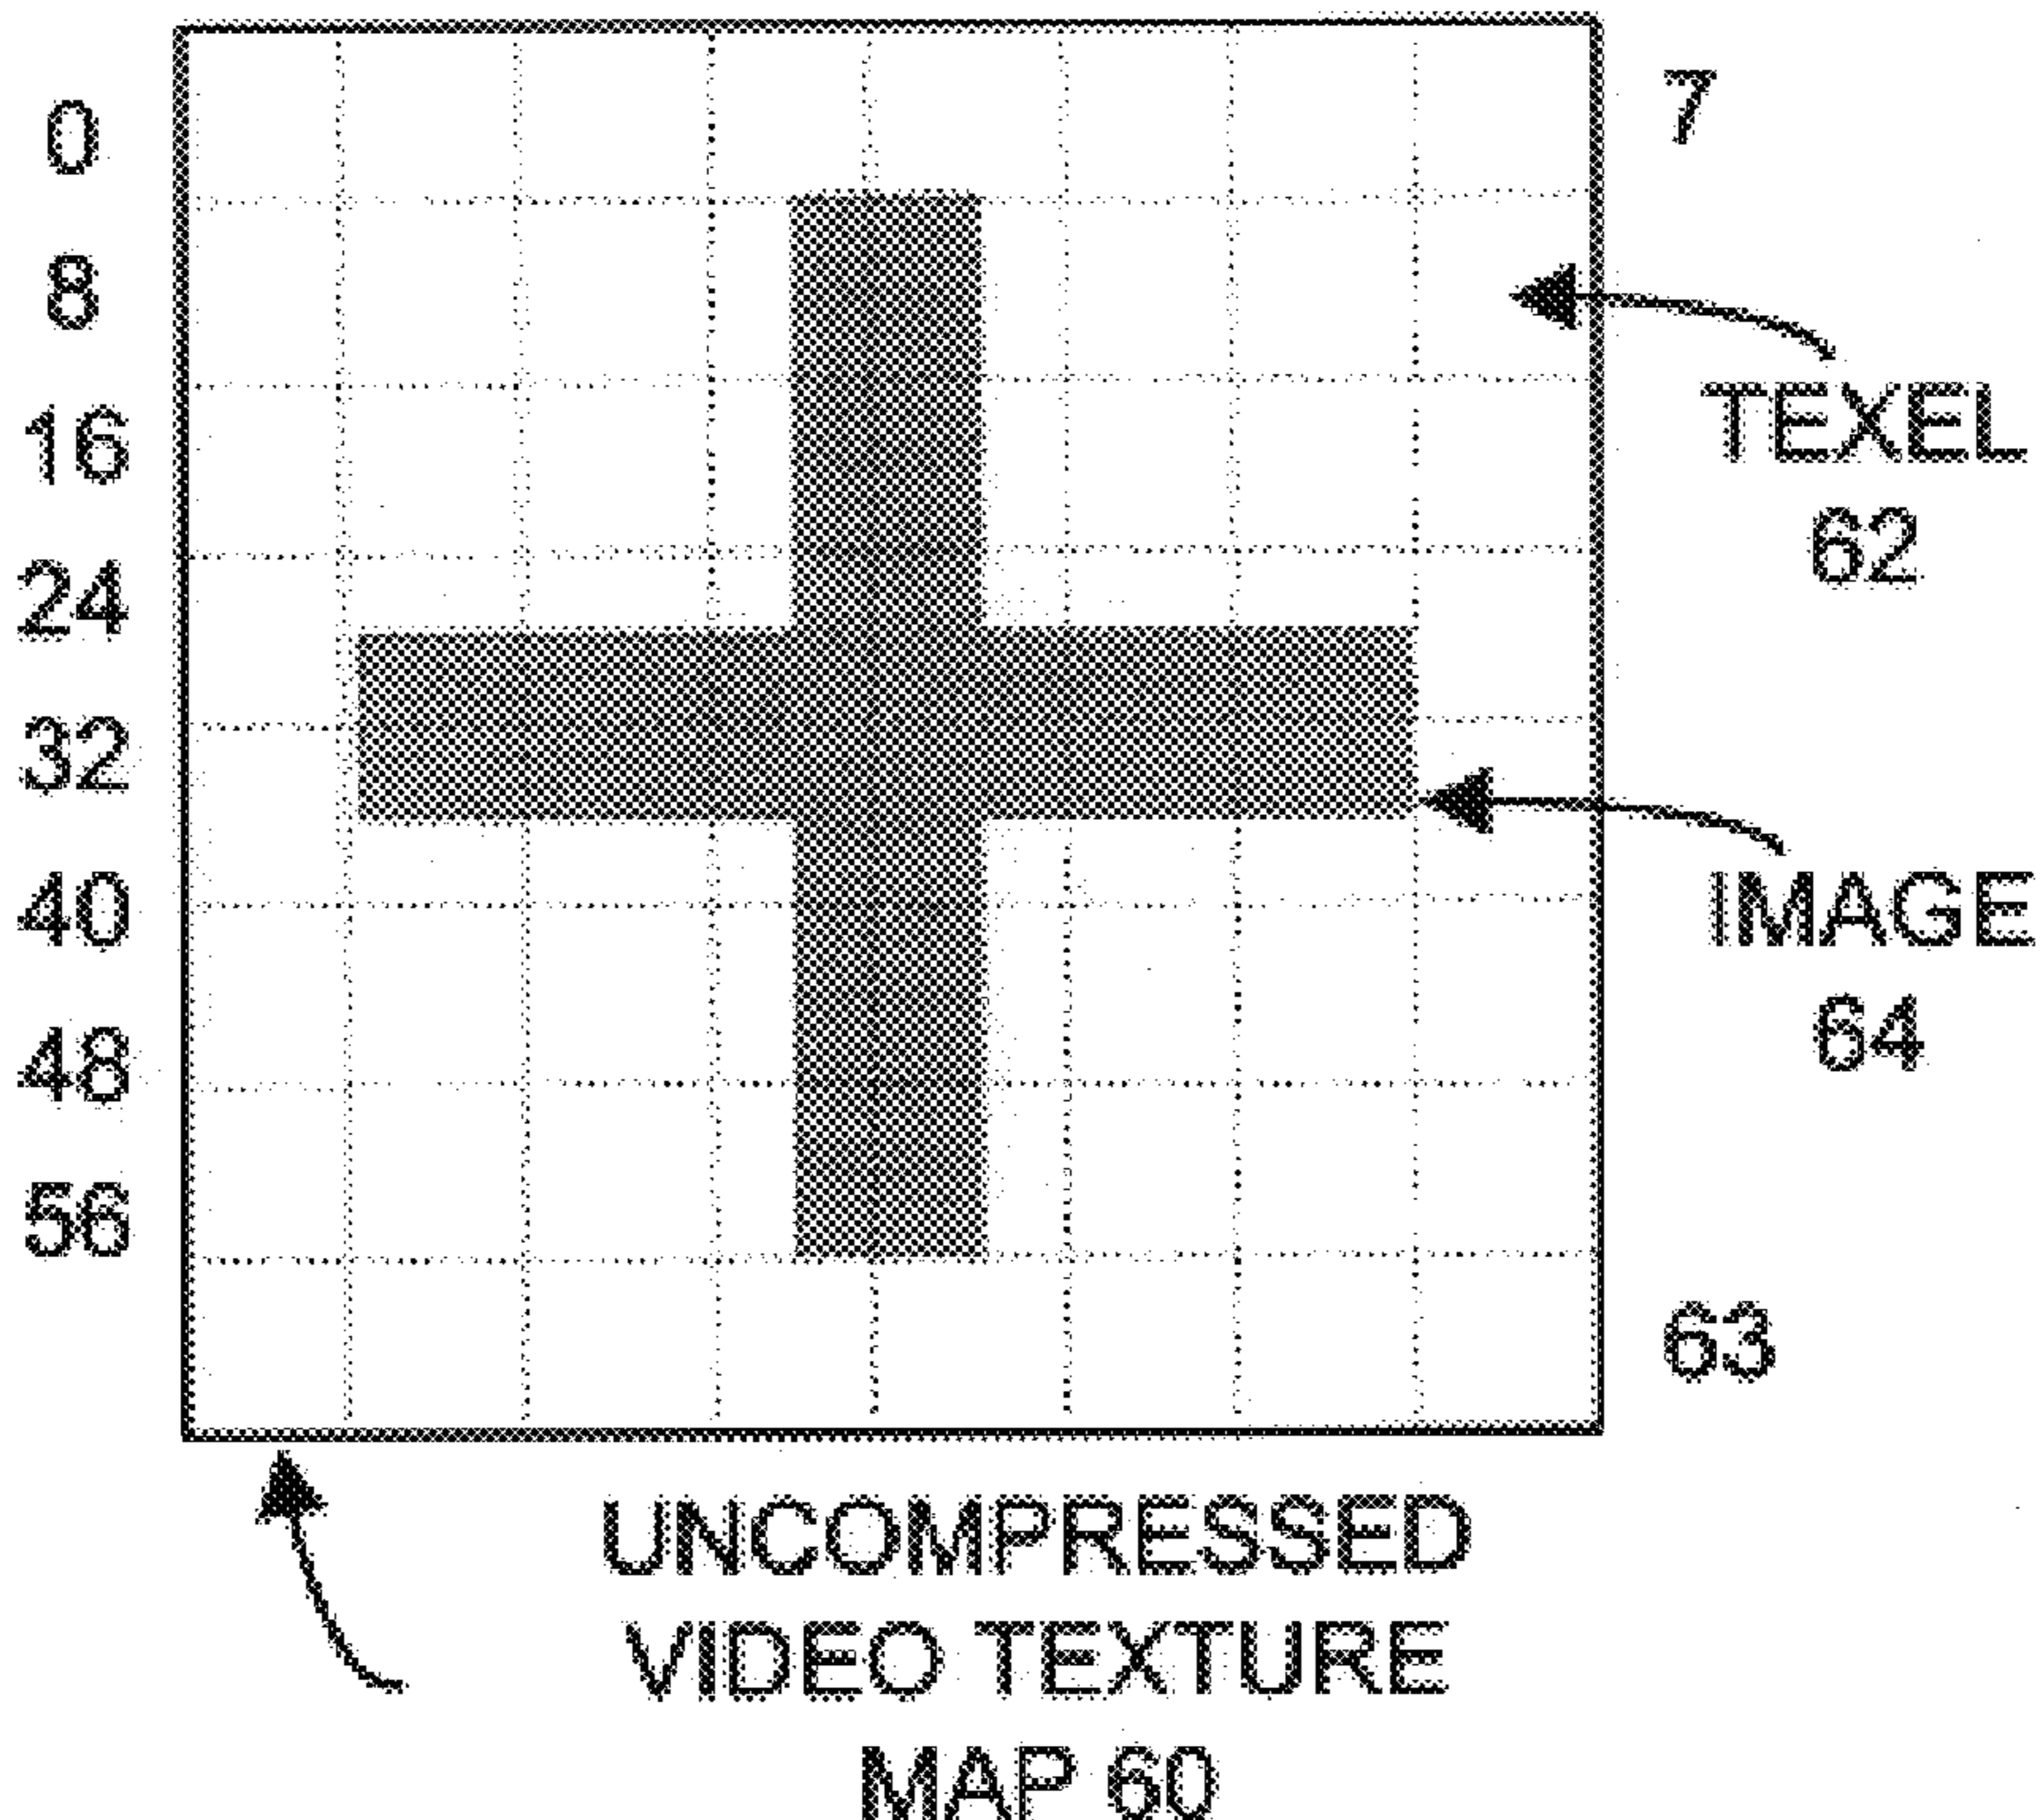 0
7
8
16
TEXEL
62
24
32
40
IMAGE
64
48
56
63
UNCOMPRESSED
VIDEO TEXTURE
MAP 60